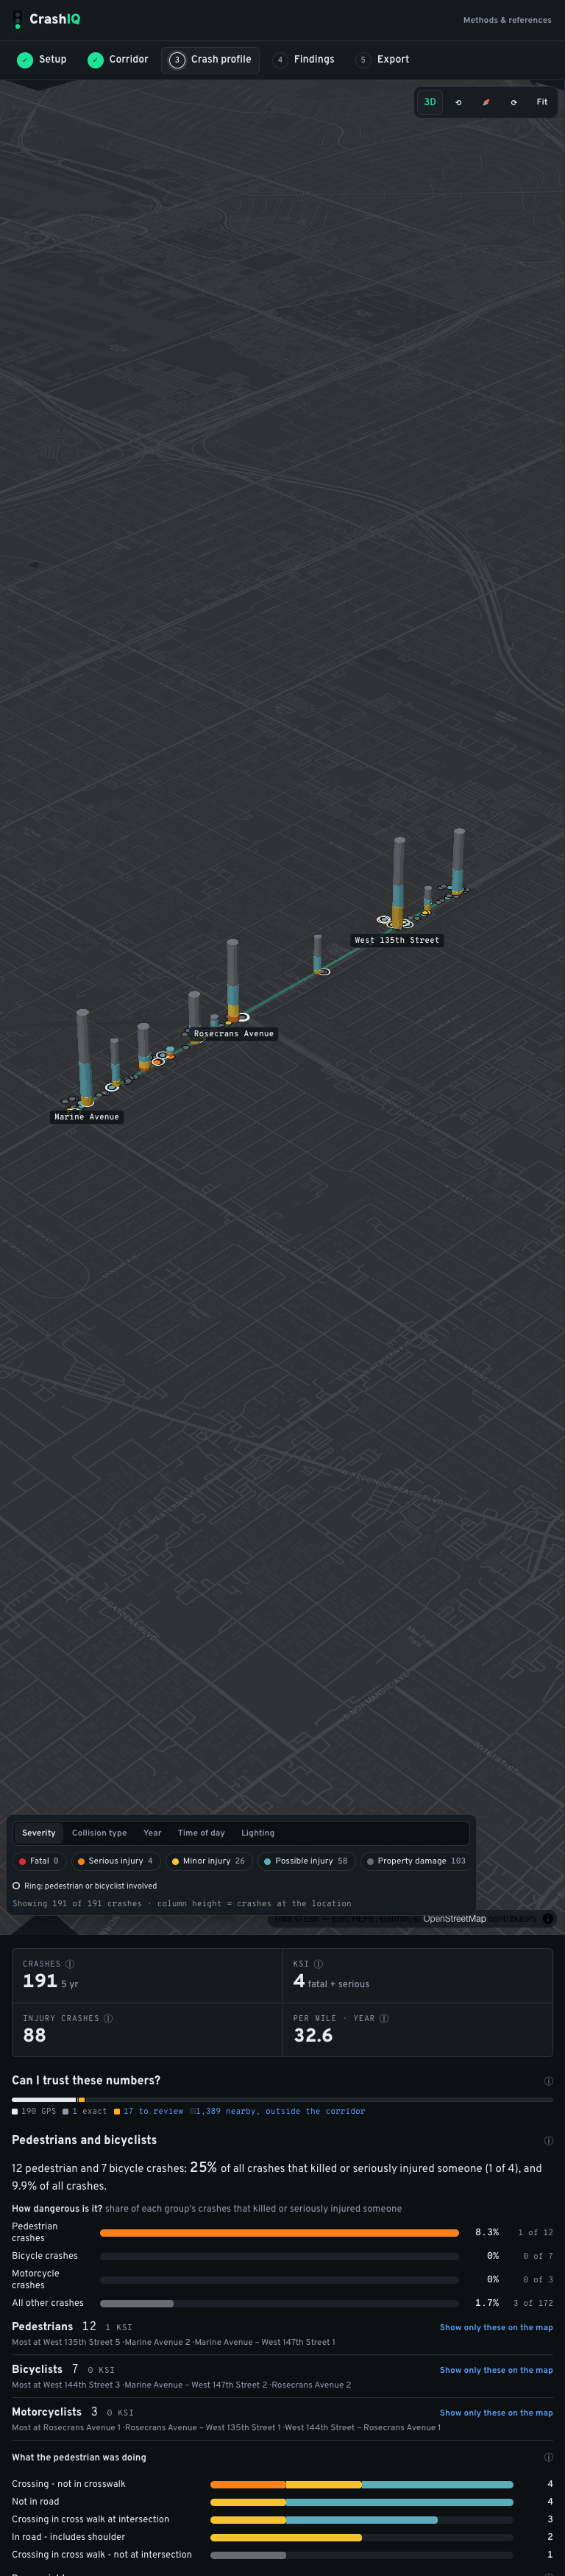 CrashIQ
Methods & references
✓ Setup
✓ Corridor
3 Crash profile
4 Findings
5 Export
3D
Fit
West 135th Street
Rosecrans Avenue
Marine Avenue
Severity
Collision type
Year
Time of day
Lighting
Fatal 0
Serious injury 4
Minor injury 26
Possible injury 58
Property damage 103
Ring: pedestrian or bicyclist involved
Showing 191 of 191 crashes · column height = crashes at the location
OpenStreetMap contributors
CRASHES
191 5 yr
KSI
4 fatal + serious
INJURY CRASHES
88
PER MILE · YEAR
32.6
Can I trust these numbers?
190 GPS 1 exact 17 to review 1,389 nearby, outside the corridor
Pedestrians and bicyclists
12 pedestrian and 7 bicycle crashes: 25% of all crashes that killed or seriously injured someone (1 of 4), and
9.9% of all crashes.
How dangerous is it? share of each group's crashes that killed or seriously injured someone
Pedestrian
crashes
8.3% 1 of 12
Bicycle crashes 0% 0 of 7
Motorcycle
crashes
0% 0 of 3
All other crashes 1.7% 3 of 172
Pedestrians 12 1 KSI
Show only these on the map
Most at West 135th Street 5 ·Marine Avenue 2 ·Marine Avenue – West 147th Street 1
Bicyclists 7 0 KSI
Show only these on the map
Most at West 144th Street 3 ·Marine Avenue – West 147th Street 2 ·Rosecrans Avenue 2
Motorcyclists 3 0 KSI
Show only these on the map
Most at Rosecrans Avenue 1 ·Rosecrans Avenue – West 135th Street 1 ·West 144th Street – Rosecrans Avenue 1
What the pedestrian was doing
Crossing - not in crosswalk 4
Not in road 4
Crossing in cross walk at intersection 3
In road - includes shoulder 2
Crossing in cross walk - not at intersection 1